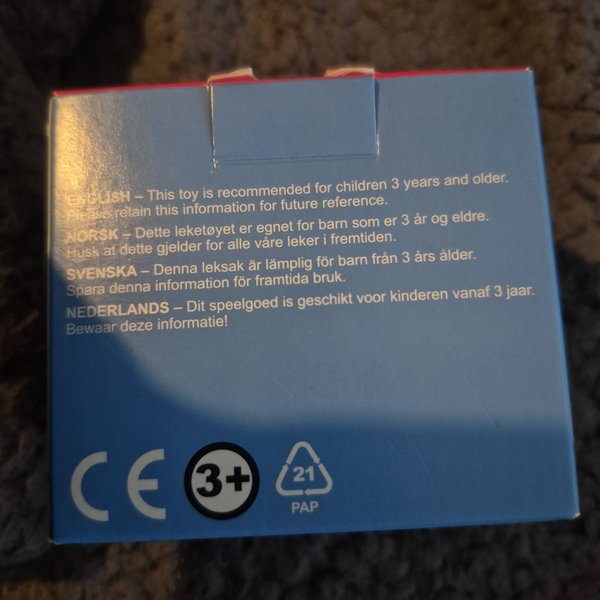 ENGLISH – This toy is recommended for children 3 years and older.
Please retain this information for future reference.
NORSK – Dette leketøyet er egnet for barn som er 3 år og eldre.
Husk at dette gjelder for alle våre leker i fremtiden.
SVENSKA – Denna leksak är lämplig för barn från 3 års ålder.
Spara denna information för framtida bruk.
NEDERLANDS – Dit speelgoed is geschikt voor kinderen vanaf 3 jaar.
Bewaar deze informatie!
CE 3+ 21
PAP